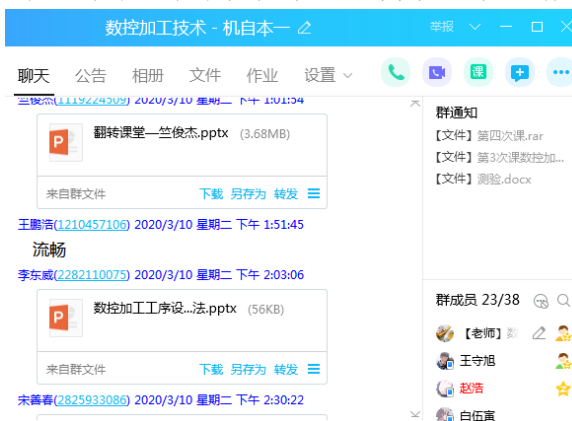 数控加工技术 - 机自本一
举报
聊天 公告 相册 文件 作业 设置
课
竺俊杰(1119224509) 2020/3/10 星期二 下午 1:01:54
翻转课堂—竺俊杰.pptx (3.68MB)
来自群文件 下载 另存为 转发
王鹏浩(1210457106) 2020/3/10 星期二 下午 1:51:45
流畅
李东威(2282110075) 2020/3/10 星期二 下午 2:03:06
数控加工工序设...法.pptx (56KB)
来自群文件 下载 另存为 转发
宋善春(2825933086) 2020/3/10 星期二 下午 2:30:22
群通知
【文件】第四次课.rar
【文件】第3次课数控加...
【文件】测验.docx
群成员 23/38
【老师】数
王守旭
赵浩
白伍寅